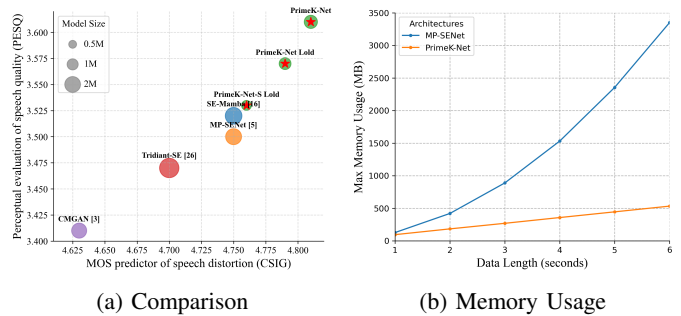 PrimeK-Net
3.600
Model Size
0.5M
1M
2M
PrimeK-Net Lold
3.575
3.550
PrimeK-Net-S Lold
3.525
SE-Mamba [16]
MP-SENet [5]
3.500
Tridiant-SE [26]
3.475
3.450
CMGAN [3]
3.425
3.400
4.625 4.650 4.675 4.700 4.725 4.750 4.775 4.800
MOS predictor of speech distortion (CSIG)
Perceptual evaluation of speech quality (PESQ)
(a) Comparison
3500
Architectures
MP-SENet
PrimeK-Net
3000
2500
2000
1500
1000
500
0
1 2 3 4 5 6
Data Length (seconds)
Max Memory Usage (MB)
(b) Memory Usage